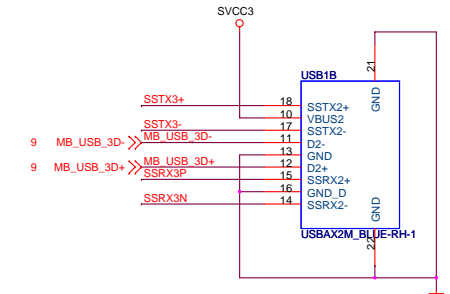 SVCC3
21
USB1B
GND
SSTX3+
18
SSTX2+
10
VBUS2
SSTX3-
17
SSTX2-
9
MB_USB_3D-
MB_USB_3D-
11
D2-
13
GND
9
MB_USB_3D+
MB_USB_3D+
12
D2+
SSRX3P
15
SSRX2+
16
GND_D
SSRX3N
14
SSRX2-
GND
USBAX2M_BLUE-RH-1
22